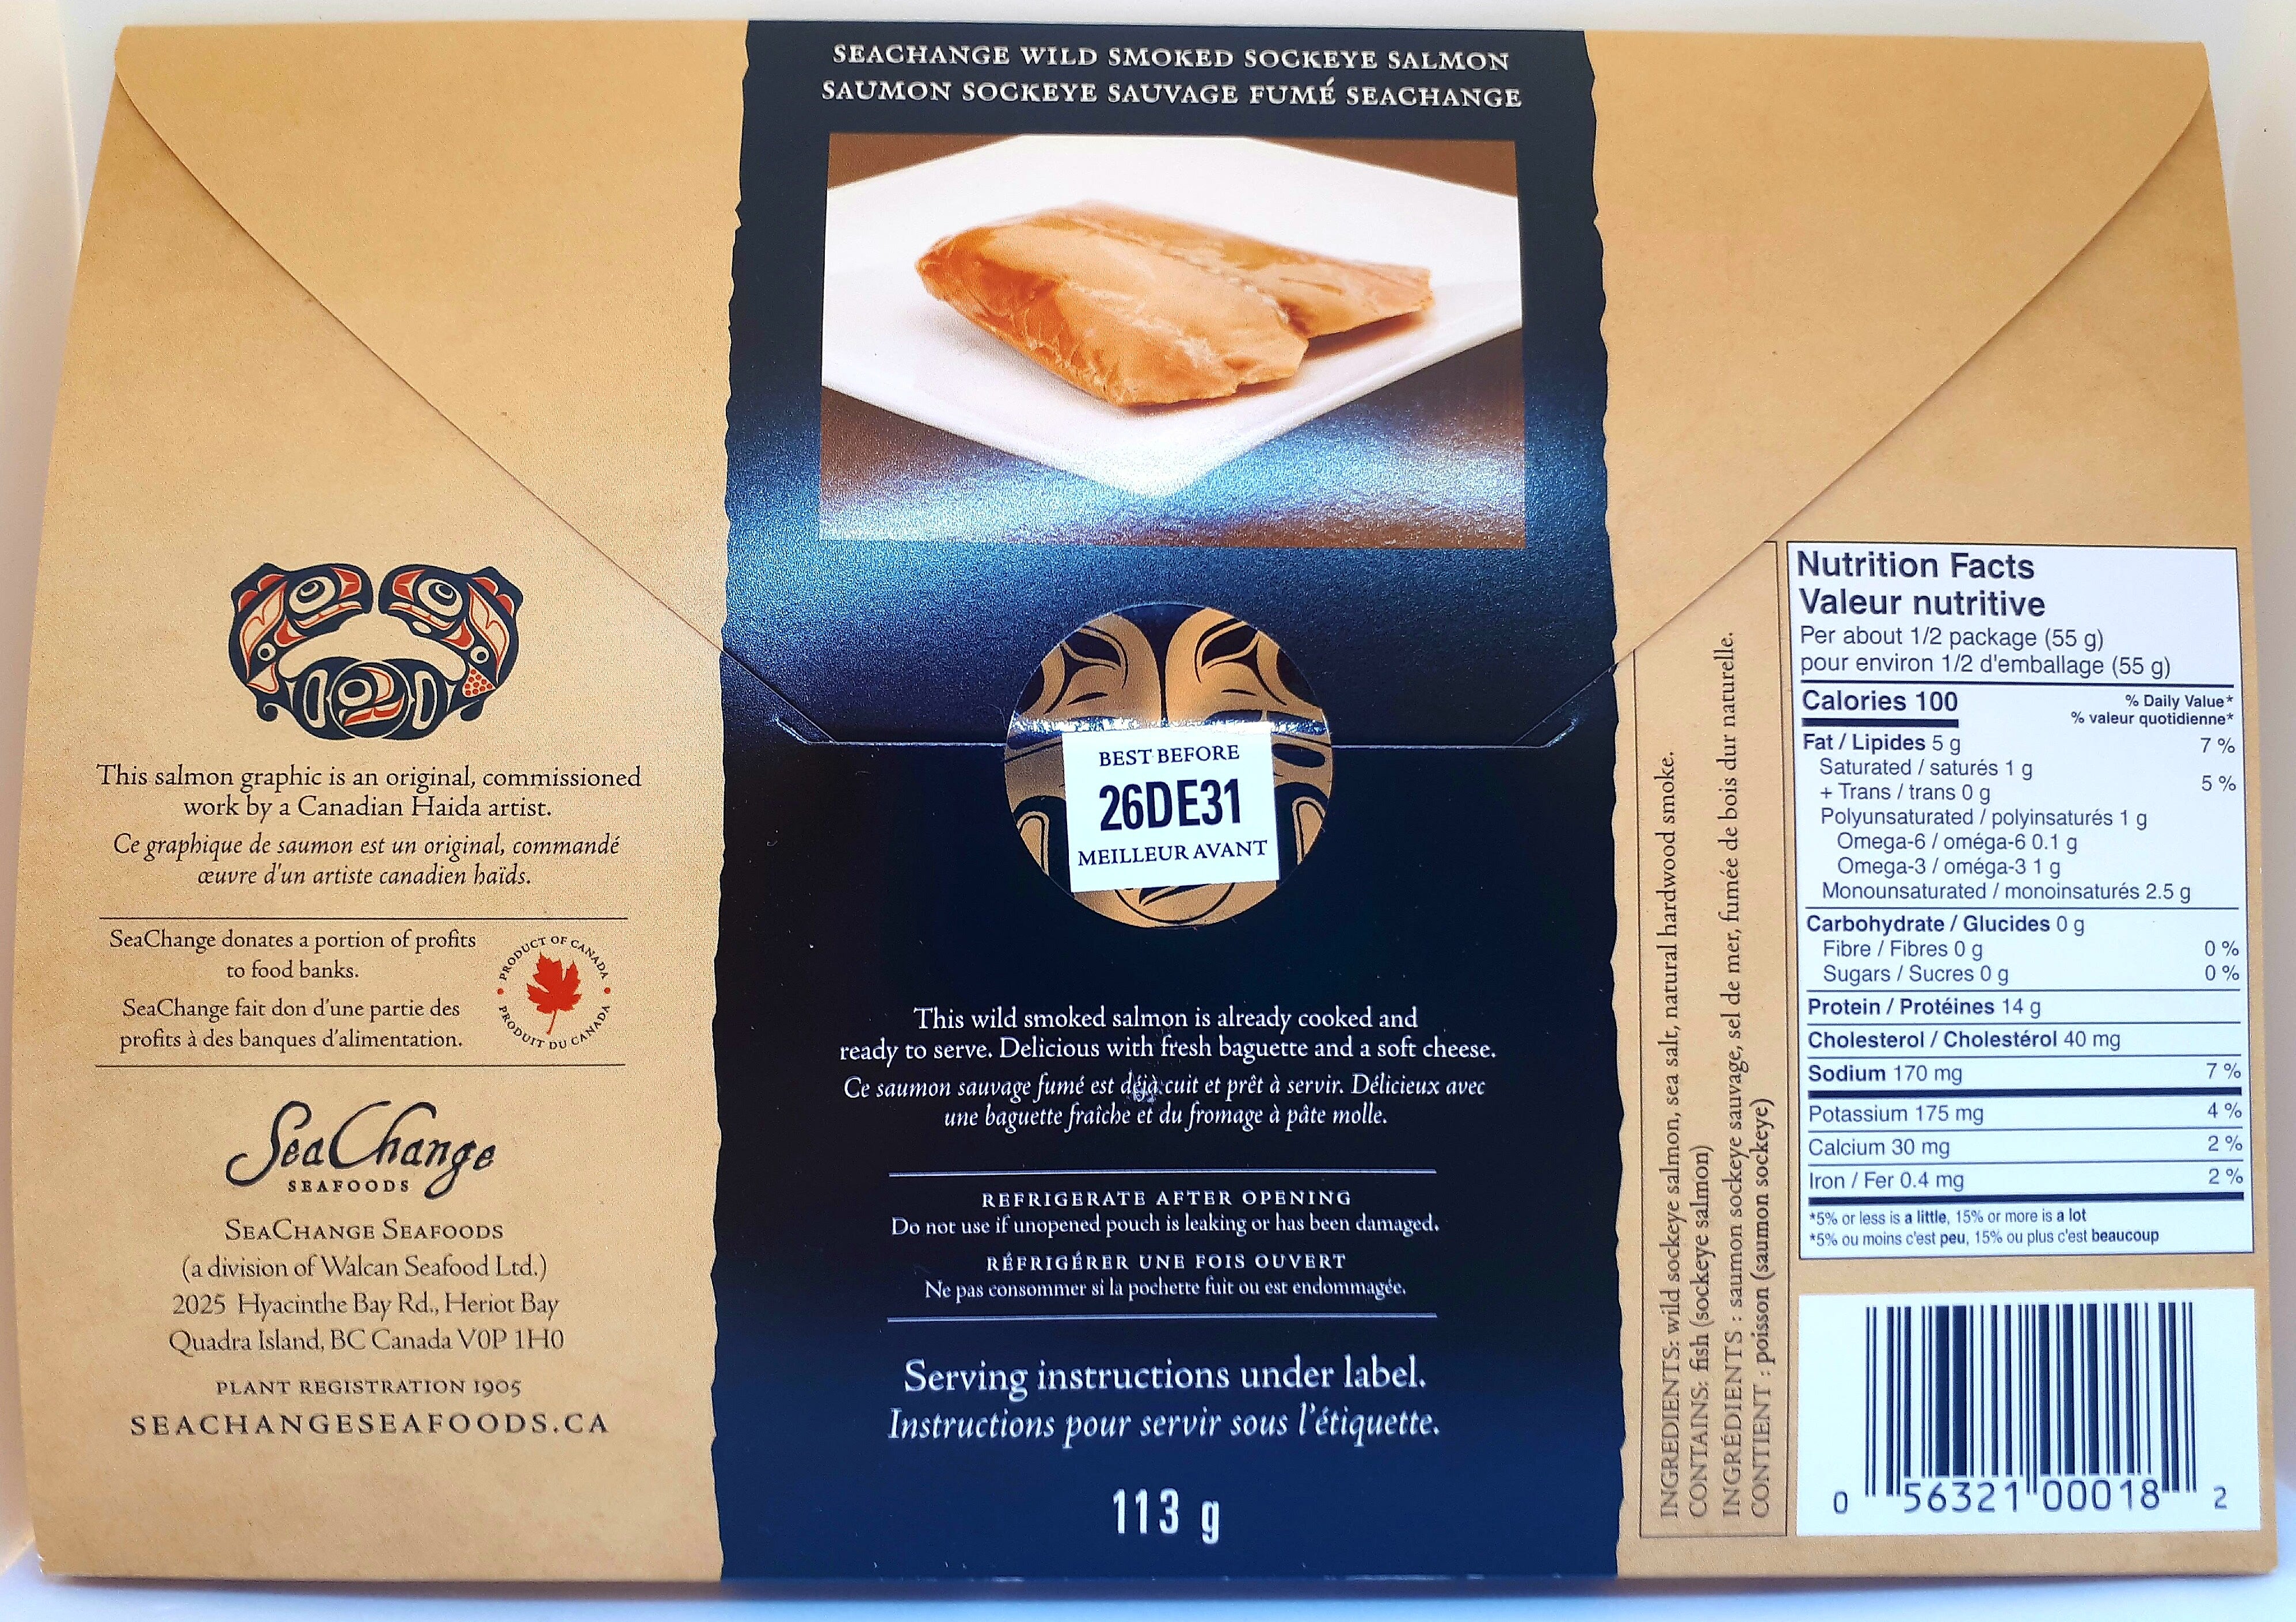 SEACHANGE WILD SMOKED SOCKEYE SALMON
SAUMON SOCKEYE SAUVAGE FUMÉ SEACHANGE
This salmon graphic is an original, commissioned
work by a Canadian Haida artist.
Ce graphique de saumon est un original, commandé
œuvre d'un artiste canadien haïds.
SeaChange donates a portion of profits
to food banks.
SeaChange fait don d'une partie des
profits à des banques d'alimentation.
PRODUCT OF CANADA
PRODUIT DU CANADA
SeaChange
SEAFOODS
SEACHANGE SEAFOODS
(a division of Walcan Seafood Ltd.)
2025 Hyacinthe Bay Rd., Heriot Bay
Quadra Island, BC Canada V0P 1H0
PLANT REGISTRATION 1905
SEACHANGESEAFOODS.CA
BEST BEFORE
26DE31
MEILLEUR AVANT
This wild smoked salmon is already cooked and
ready to serve. Delicious with fresh baguette and a soft cheese.
Ce saumon sauvage fumé est déjà cuit et prêt à servir. Délicieux avec
une baguette fraîche et du fromage à pâte molle.
REFRIGERATE AFTER OPENING
Do not use if unopened pouch is leaking or has been damaged.
RÉFRIGÉRER UNE FOIS OUVERT
Ne pas consommer si la pochette fuit ou est endommagée.
Serving instructions under label.
Instructions pour servir sous l'étiquette.
113 g
INGREDIENTS: wild sockeye salmon, sea salt, natural hardwood smoke.
CONTAINS: fish (sockeye salmon)
INGRÉDIENTS : saumon sockeye sauvage, sel de mer, fumée de bois dur naturelle.
CONTIENT : poisson (saumon sockeye)
Nutrition Facts
Valeur nutritive
Per about 1/2 package (55 g)
pour environ 1/2 d'emballage (55 g)
Calories 100
% Daily Value*
% valeur quotidienne*
Fat / Lipides 5 g 7 %
Saturated / saturés 1 g
+ Trans / trans 0 g 5 %
Polyunsaturated / polyinsaturés 1 g
Omega-6 / oméga-6 0.1 g
Omega-3 / oméga-3 1 g
Monounsaturated / monoinsaturés 2.5 g
Carbohydrate / Glucides 0 g
Fibre / Fibres 0 g 0 %
Sugars / Sucres 0 g 0 %
Protein / Protéines 14 g
Cholesterol / Cholestérol 40 mg
Sodium 170 mg 7 %
Potassium 175 mg 4 %
Calcium 30 mg 2 %
Iron / Fer 0.4 mg 2 %
*5% or less is a little, 15% or more is a lot
*5% ou moins c'est peu, 15% ou plus c'est beaucoup
0 56321 00018 2